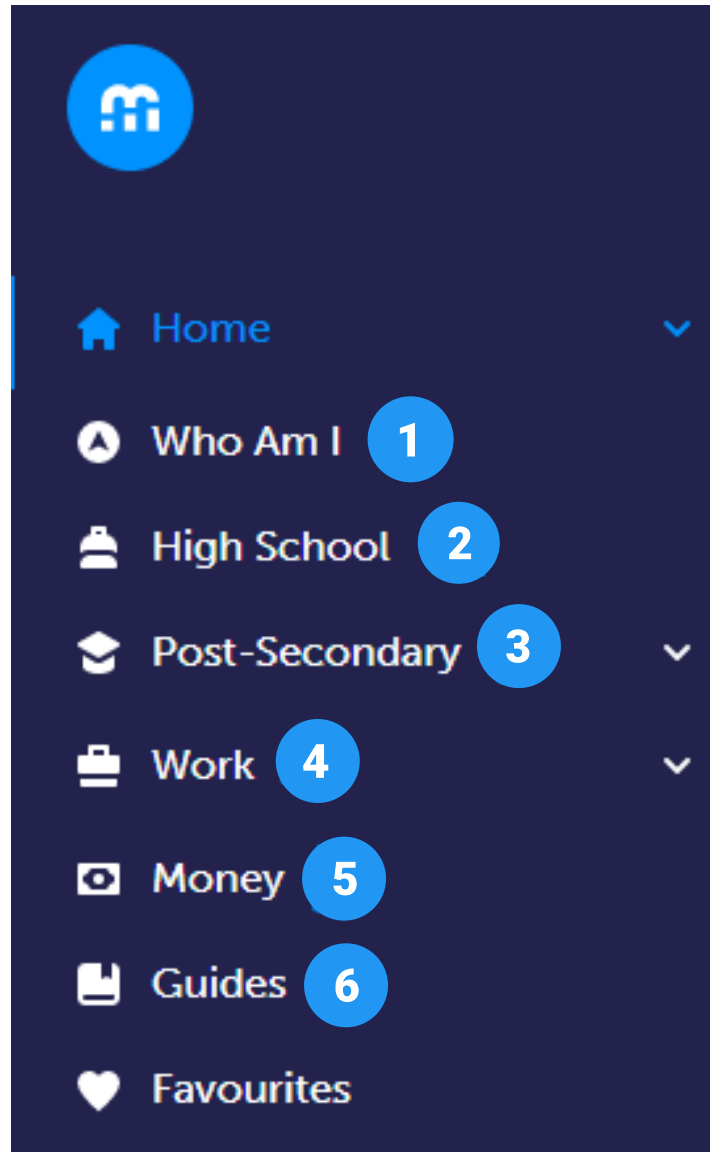 Home
Who Am I 1
High School 2
Post-Secondary 3
Work 4
Money 5
Guides 6
Favourites